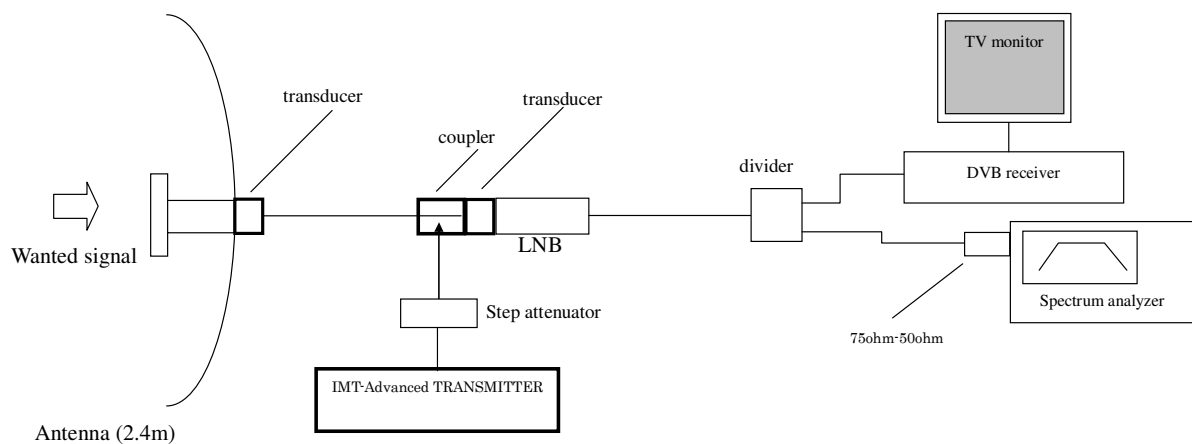 TV monitor
transducer
transducer
coupler
divider
DVB receiver
LNB
Wanted signal
Step attenuator
Spectrum analyzer
75ohm-50ohm
IMT-Advanced TRANSMITTER
Antenna (2.4m)